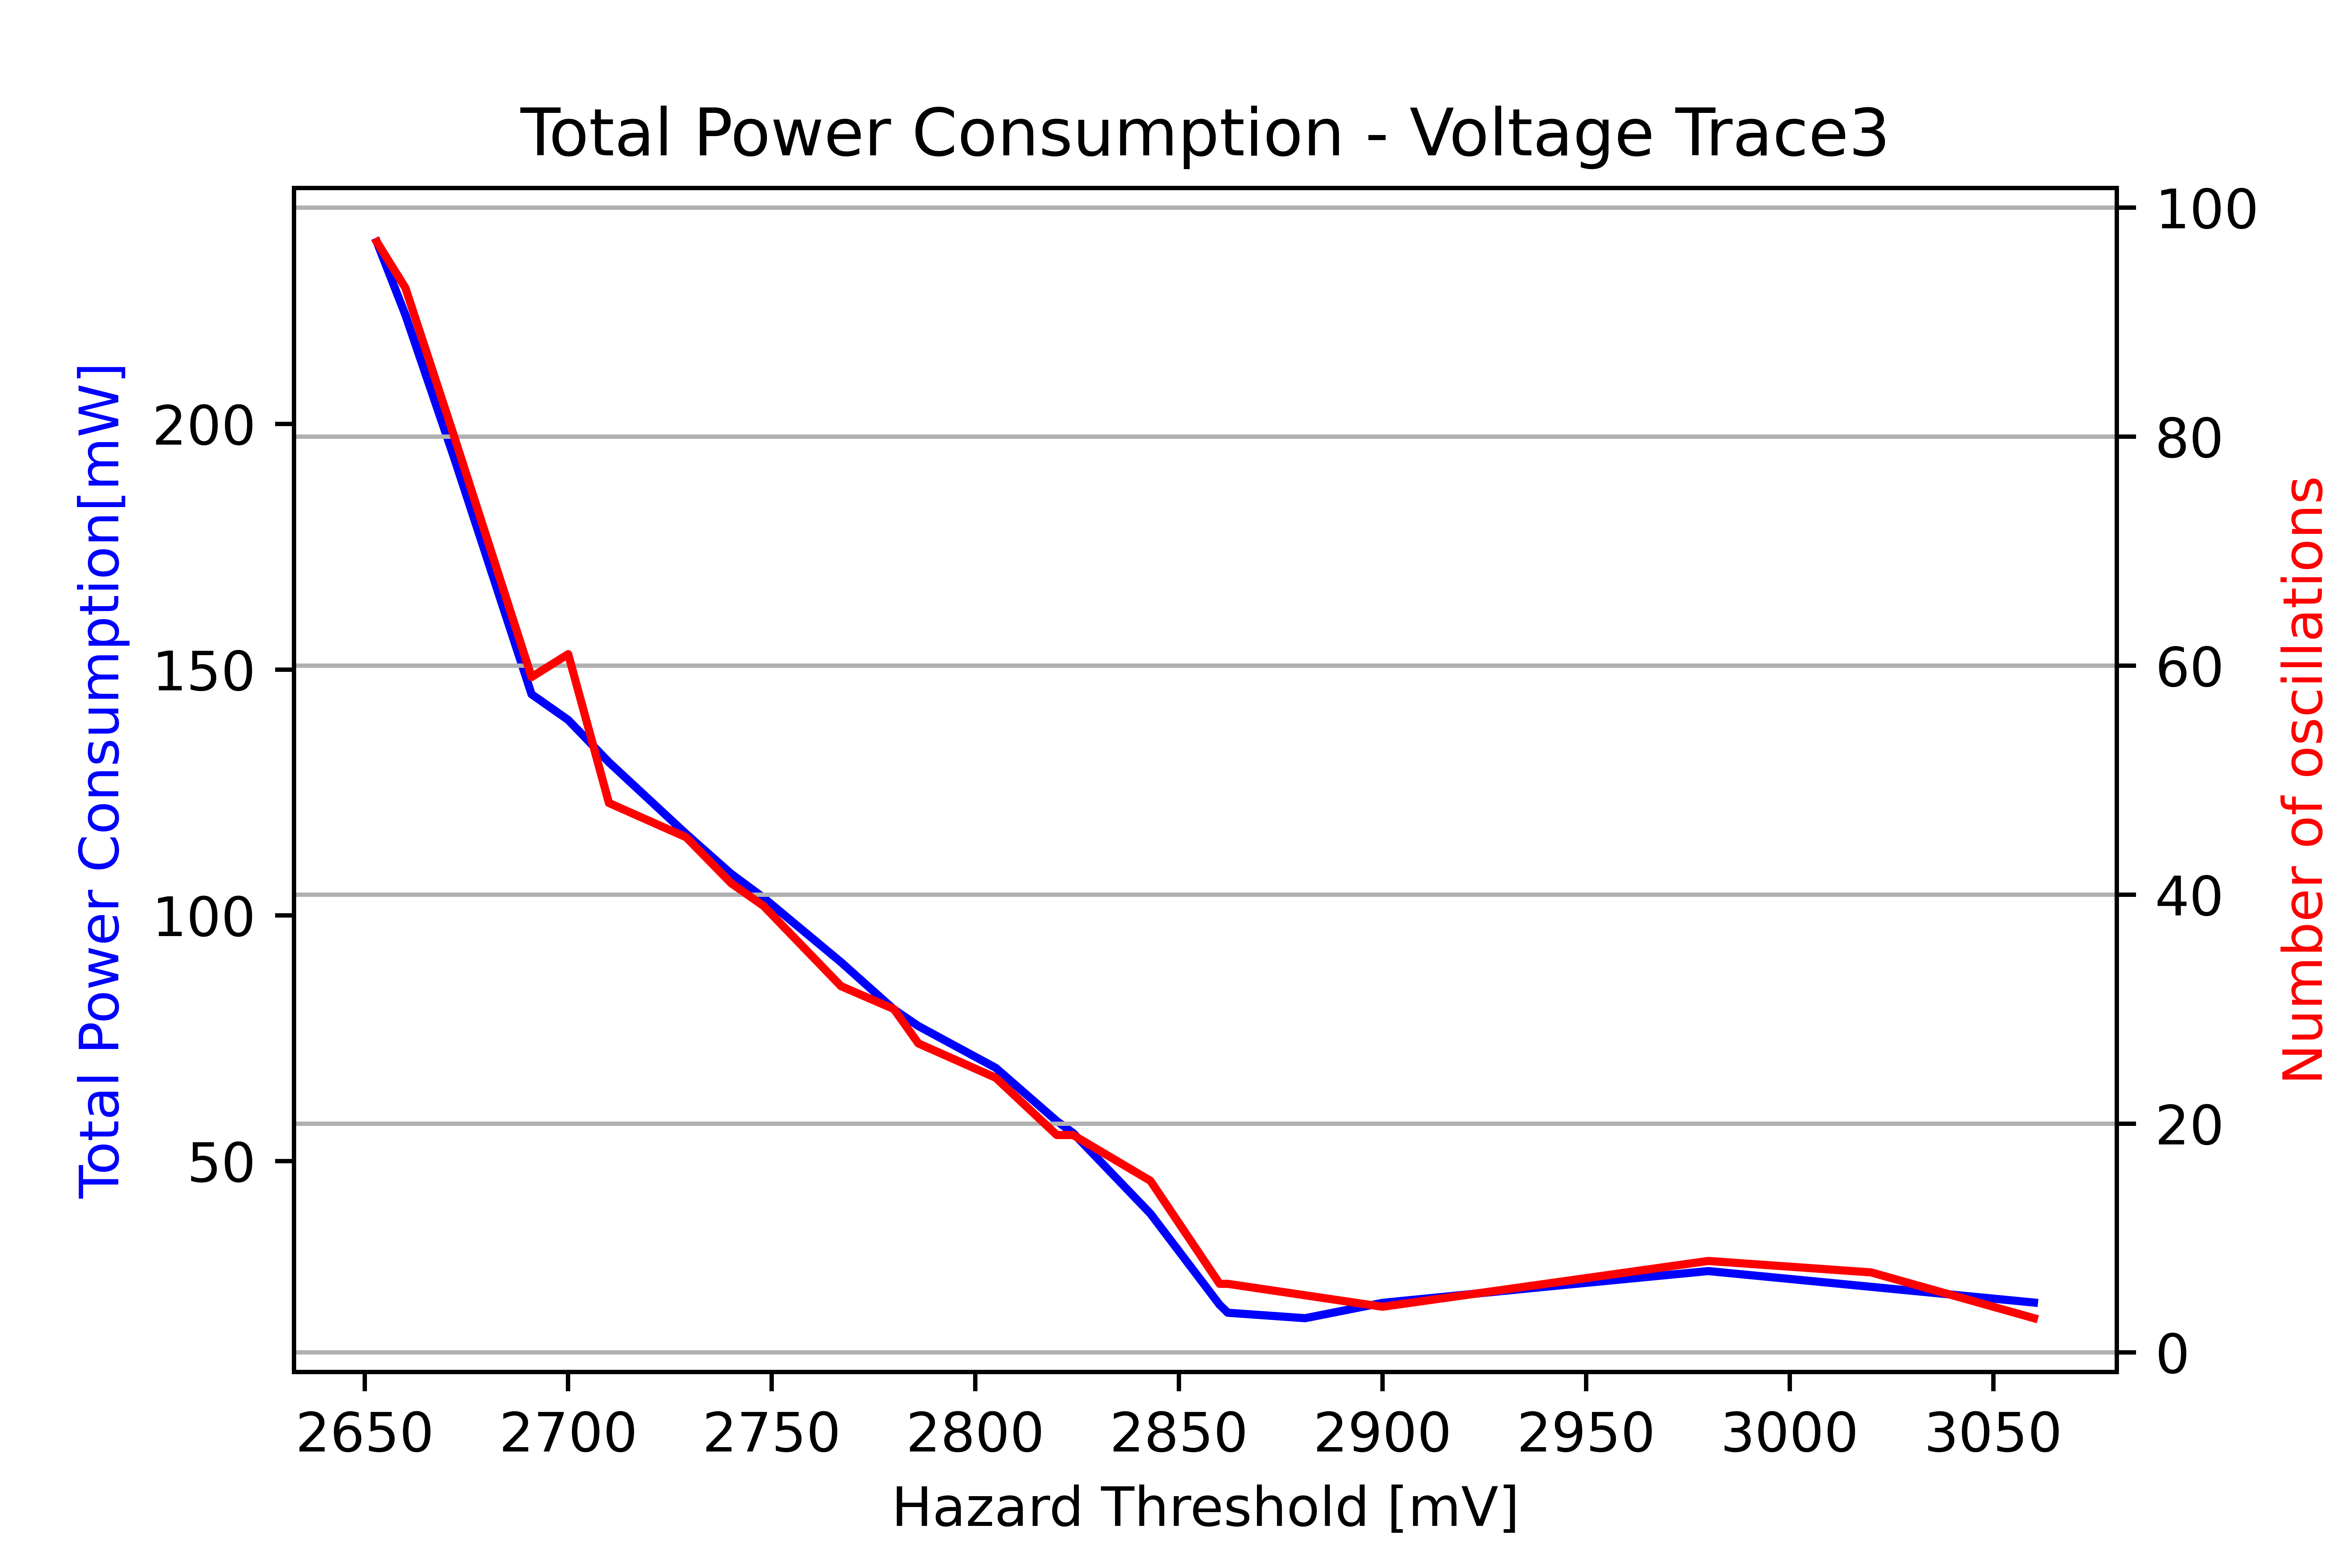 Total Power Consumption - Voltage Trace3
Total Power Consumption[mW]
200
150
100
50
100
80
60
40
20
0
Number of oscillations
2650 2700 2750 2800 2850 2900 2950 3000 3050
Hazard Threshold [mV]